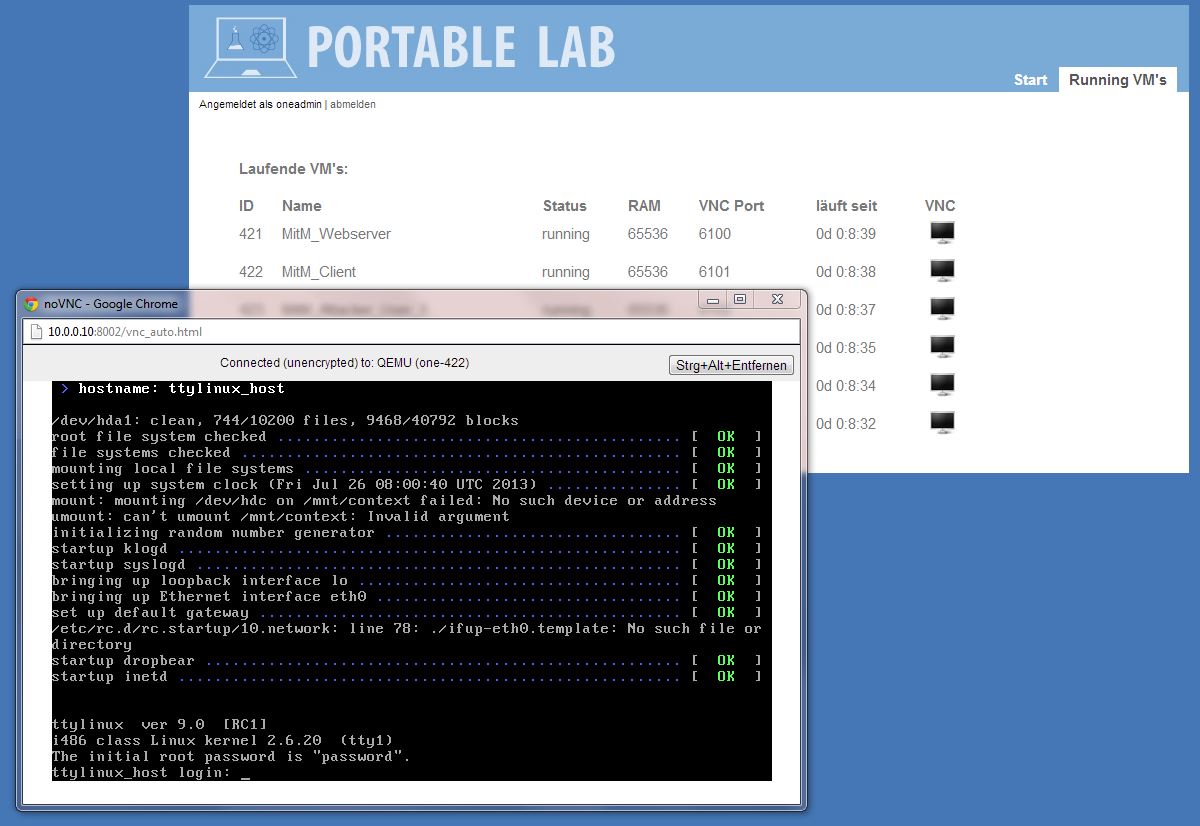 PORTABLE LAB
Start Running VM's
Angemeldet als oneadmin | abmelden
Laufende VM's:
ID Name Status RAM VNC Port läuft seit VNC
421 MitM_Webserver running 65536 6100 0d 0:8:39
422 MitM_Client running 65536 6101 0d 0:8:38
0d 0:8:37
0d 0:8:35
0d 0:8:34
0d 0:8:32
noVNC - Google Chrome
10.0.0.10:8002/vnc_auto.html
Connected (unencrypted) to: QEMU (one-422)
Strg+Alt+Entfernen
> hostname: ttylinux_host
/dev/hda1: clean, 744/10200 files, 9468/40792 blocks
root file system checked ............................................. [ OK ]
file systems checked ................................................. [ OK ]
mounting local file systems .......................................... [ OK ]
setting up system clock (Fri Jul 26 08:00:40 UTC 2013) ............... [ OK ]
mount: mounting /dev/hdc on /mnt/context failed: No such device or address
umount: can't umount /mnt/context: Invalid argument
initializing random number generator ................................. [ OK ]
startup klogd ........................................................ [ OK ]
startup syslogd ...................................................... [ OK ]
bringing up loopback interface lo .................................... [ OK ]
bringing up Ethernet interface eth0 .................................. [ OK ]
set up default gateway ............................................... [ OK ]
/etc/rc.d/rc.startup/10.network: line 78: ./ifup-eth0.template: No such file or
directory
startup dropbear ..................................................... [ OK ]
startup inetd ........................................................ [ OK ]
ttylinux ver 9.0 [RC1]
i486 class Linux kernel 2.6.20 (tty1)
The initial root password is "password".
ttylinux_host login: _